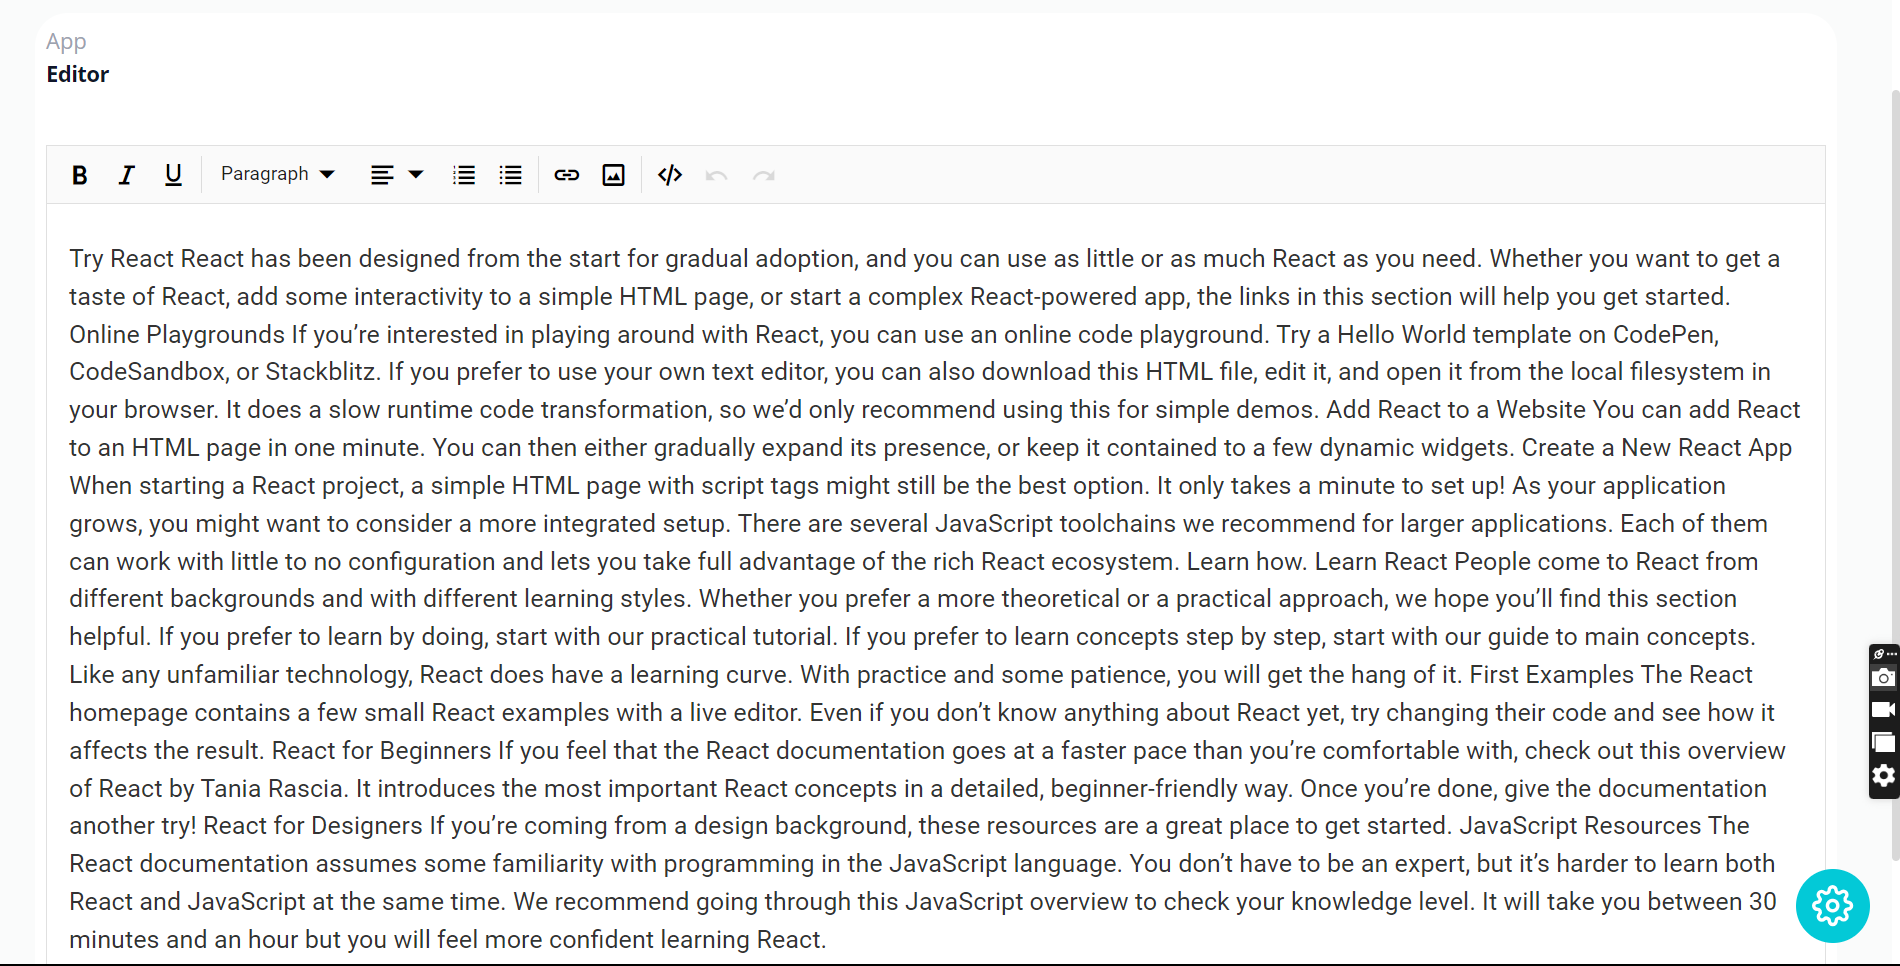 App
Editor
Paragraph
Try React React has been designed from the start for gradual adoption, and you can use as little or as much React as you need. Whether you want to get a
taste of React, add some interactivity to a simple HTML page, or start a complex React-powered app, the links in this section will help you get started.
Online Playgrounds If you’re interested in playing around with React, you can use an online code playground. Try a Hello World template on CodePen,
CodeSandbox, or Stackblitz. If you prefer to use your own text editor, you can also download this HTML file, edit it, and open it from the local filesystem in
your browser. It does a slow runtime code transformation, so we’d only recommend using this for simple demos. Add React to a Website You can add React
to an HTML page in one minute. You can then either gradually expand its presence, or keep it contained to a few dynamic widgets. Create a New React App
When starting a React project, a simple HTML page with script tags might still be the best option. It only takes a minute to set up! As your application
grows, you might want to consider a more integrated setup. There are several JavaScript toolchains we recommend for larger applications. Each of them
can work with little to no configuration and lets you take full advantage of the rich React ecosystem. Learn how. Learn React People come to React from
different backgrounds and with different learning styles. Whether you prefer a more theoretical or a practical approach, we hope you’ll find this section
helpful. If you prefer to learn by doing, start with our practical tutorial. If you prefer to learn concepts step by step, start with our guide to main concepts.
Like any unfamiliar technology, React does have a learning curve. With practice and some patience, you will get the hang of it. First Examples The React
homepage contains a few small React examples with a live editor. Even if you don’t know anything about React yet, try changing their code and see how it
affects the result. React for Beginners If you feel that the React documentation goes at a faster pace than you’re comfortable with, check out this overview
of React by Tania Rascia. It introduces the most important React concepts in a detailed, beginner-friendly way. Once you’re done, give the documentation
another try! React for Designers If you’re coming from a design background, these resources are a great place to get started. JavaScript Resources The
React documentation assumes some familiarity with programming in the JavaScript language. You don’t have to be an expert, but it’s harder to learn both
React and JavaScript at the same time. We recommend going through this JavaScript overview to check your knowledge level. It will take you between 30
minutes and an hour but you will feel more confident learning React.